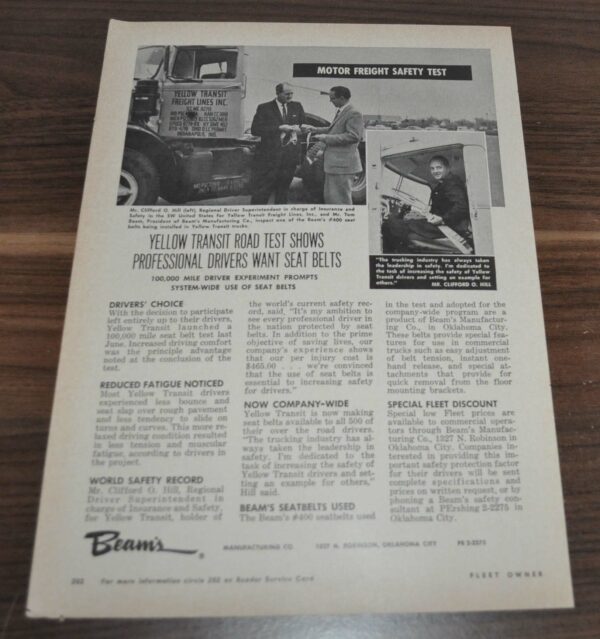 MOTOR FREIGHT SAFETY TEST
YELLOW TRANSIT
FREIGHT LINES INC.
INDIANAPOLIS, IND.
Mr. Clifford O. Hill (left), Regional Driver Superintendent in charge of Insurance and
Safety in the SW United States for Yellow Transit Freight Lines, Inc., and Mr. Tom
Beam, President of Beam's Manufacturing Co., inspect one of the Beam's #400 seat
belts being installed in Yellow Transit trucks.
"The trucking industry has always taken
the leadership in safety. I'm dedicated to
the task of increasing the safety of Yellow
Transit drivers and setting an example for
others."
MR. CLIFFORD O. HILL
YELLOW TRANSIT ROAD TEST SHOWS
PROFESSIONAL DRIVERS WANT SEAT BELTS
100,000 MILE DRIVER EXPERIMENT PROMPTS
SYSTEM-WIDE USE OF SEAT BELTS
DRIVERS' CHOICE
With the decision to participate
left entirely up to their drivers,
Yellow Transit launched a
100,000 mile seat belt test last
June. Increased driving comfort
was the principle advantage
noted at the conclusion of the
test.
REDUCED FATIGUE NOTICED
Most Yellow Transit drivers
experienced less bounce and
seat slap over rough pavement
and less tendency to slide on
turns and curves. This more re-
laxed driving condition resulted
in less tension and muscular
fatigue, according to drivers in
the project.
WORLD SAFETY RECORD
Mr. Clifford O. Hill, Regional
Driver Superintendent in
charge of Insurance and Safety,
for Yellow Transit, holder of
the world's current safety rec-
ord, said, "It's my ambition to
see every professional driver in
the nation protected by seat
belts. In addition to the prime
objective of saving lives, our
company's experience shows
that our per injury cost is
$465.00 . . . we're convinced
that the use of seat belts is
essential to increasing safety
for drivers."
NOW COMPANY-WIDE
Yellow Transit is now making
seat belts available to all 500 of
their over the road drivers.
"The trucking industry has al-
ways taken the leadership in
safety. I'm dedicated to the
task of increasing the safety of
Yellow Transit drivers and set-
ting an example for others,"
Hill said.
BEAM'S SEATBELTS USED
The Beam's #400 seatbelts used
in the test and adopted for the
company-wide program are a
product of Beam's Manufactur-
ing Co., in Oklahoma City.
These belts provide special fea-
tures for use in commercial
trucks such as easy adjustment
of belt tension, instant one-
hand release, and special at-
tachments that provide for
quick removal from the floor
mounting brackets.
SPECIAL FLEET DISCOUNT
Special low Fleet prices are
available to commercial opera-
tors through Beam's Manufac-
turing Co., 1327 N. Robinson in
Oklahoma City. Companies in-
terested in providing this im-
portant safety protection factor
for their drivers will be sent
complete specifications and
prices on written request, or by
phoning a Beam's safety con-
sultant at PErshing 2-2275 in
Oklahoma City.
Beam's ®
MANUFACTURING CO. 1327 N. ROBINSON, OKLAHOMA CITY PE 2-2275
202 For more information circle 202 on Reader Service Card
FLEET OWNER